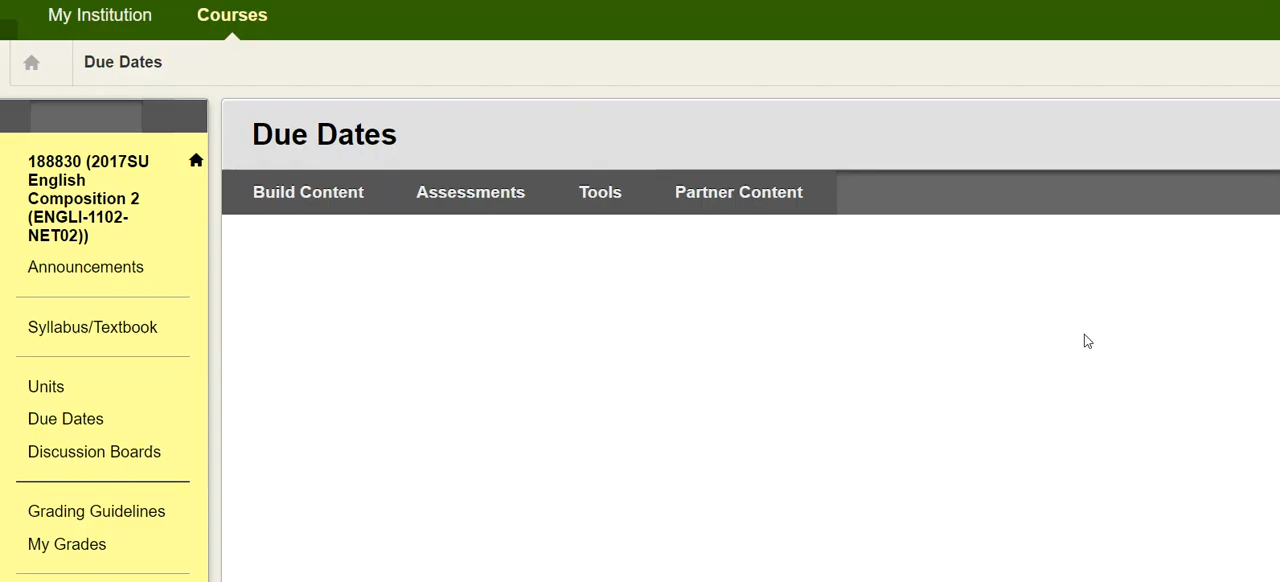 My Institution Courses
Due Dates
Due Dates
Build Content Assessments Tools Partner Content
188830 (2017SU
English
Composition 2
(ENGLI-1102-
NET02))
Announcements
Syllabus/Textbook
Units
Due Dates
Discussion Boards
Grading Guidelines
My Grades